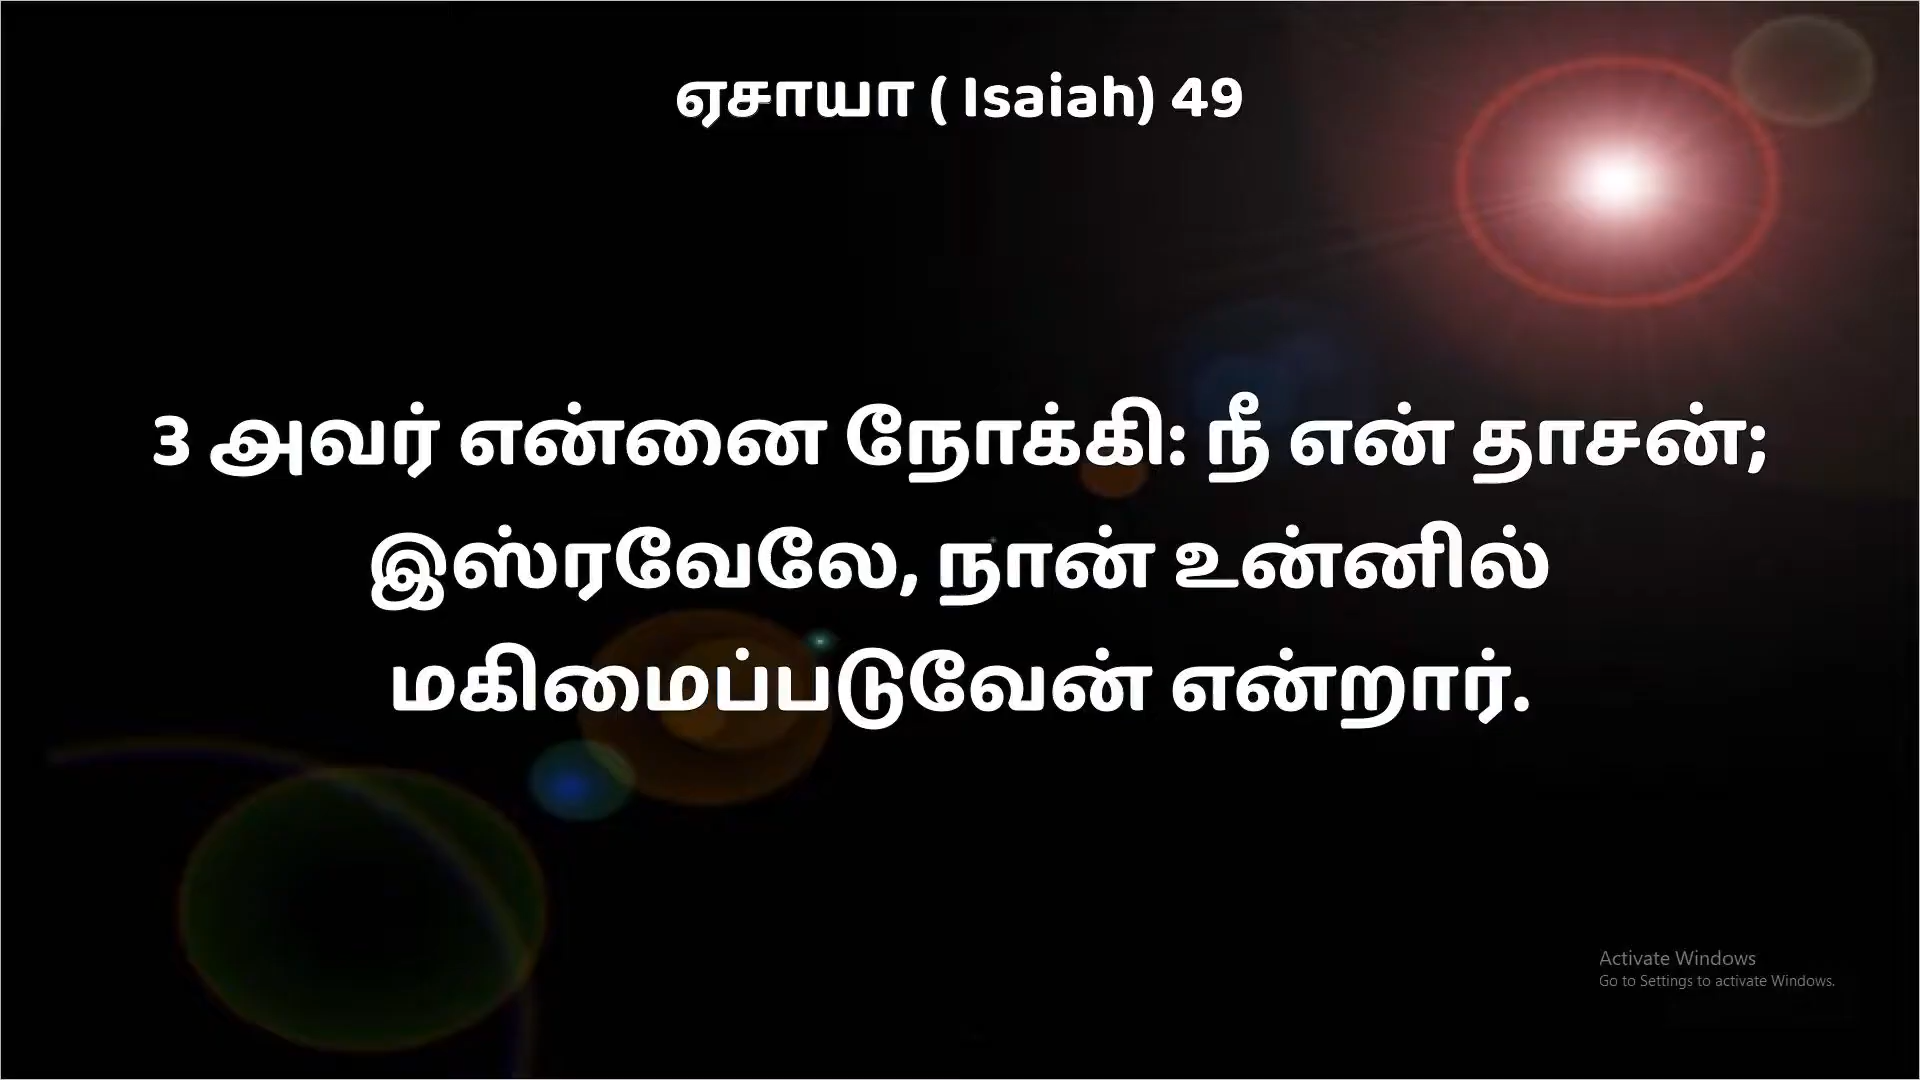 ஏசாயா ( Isaiah) 49
3 அவர் என்னை நோக்கி: நீ என் தாசன்;
இஸ்ரவேலே, நான் உன்னில்
மகிமைப்படுவேன் என்றார்.
Activate Windows
Go to Settings to activate Windows.